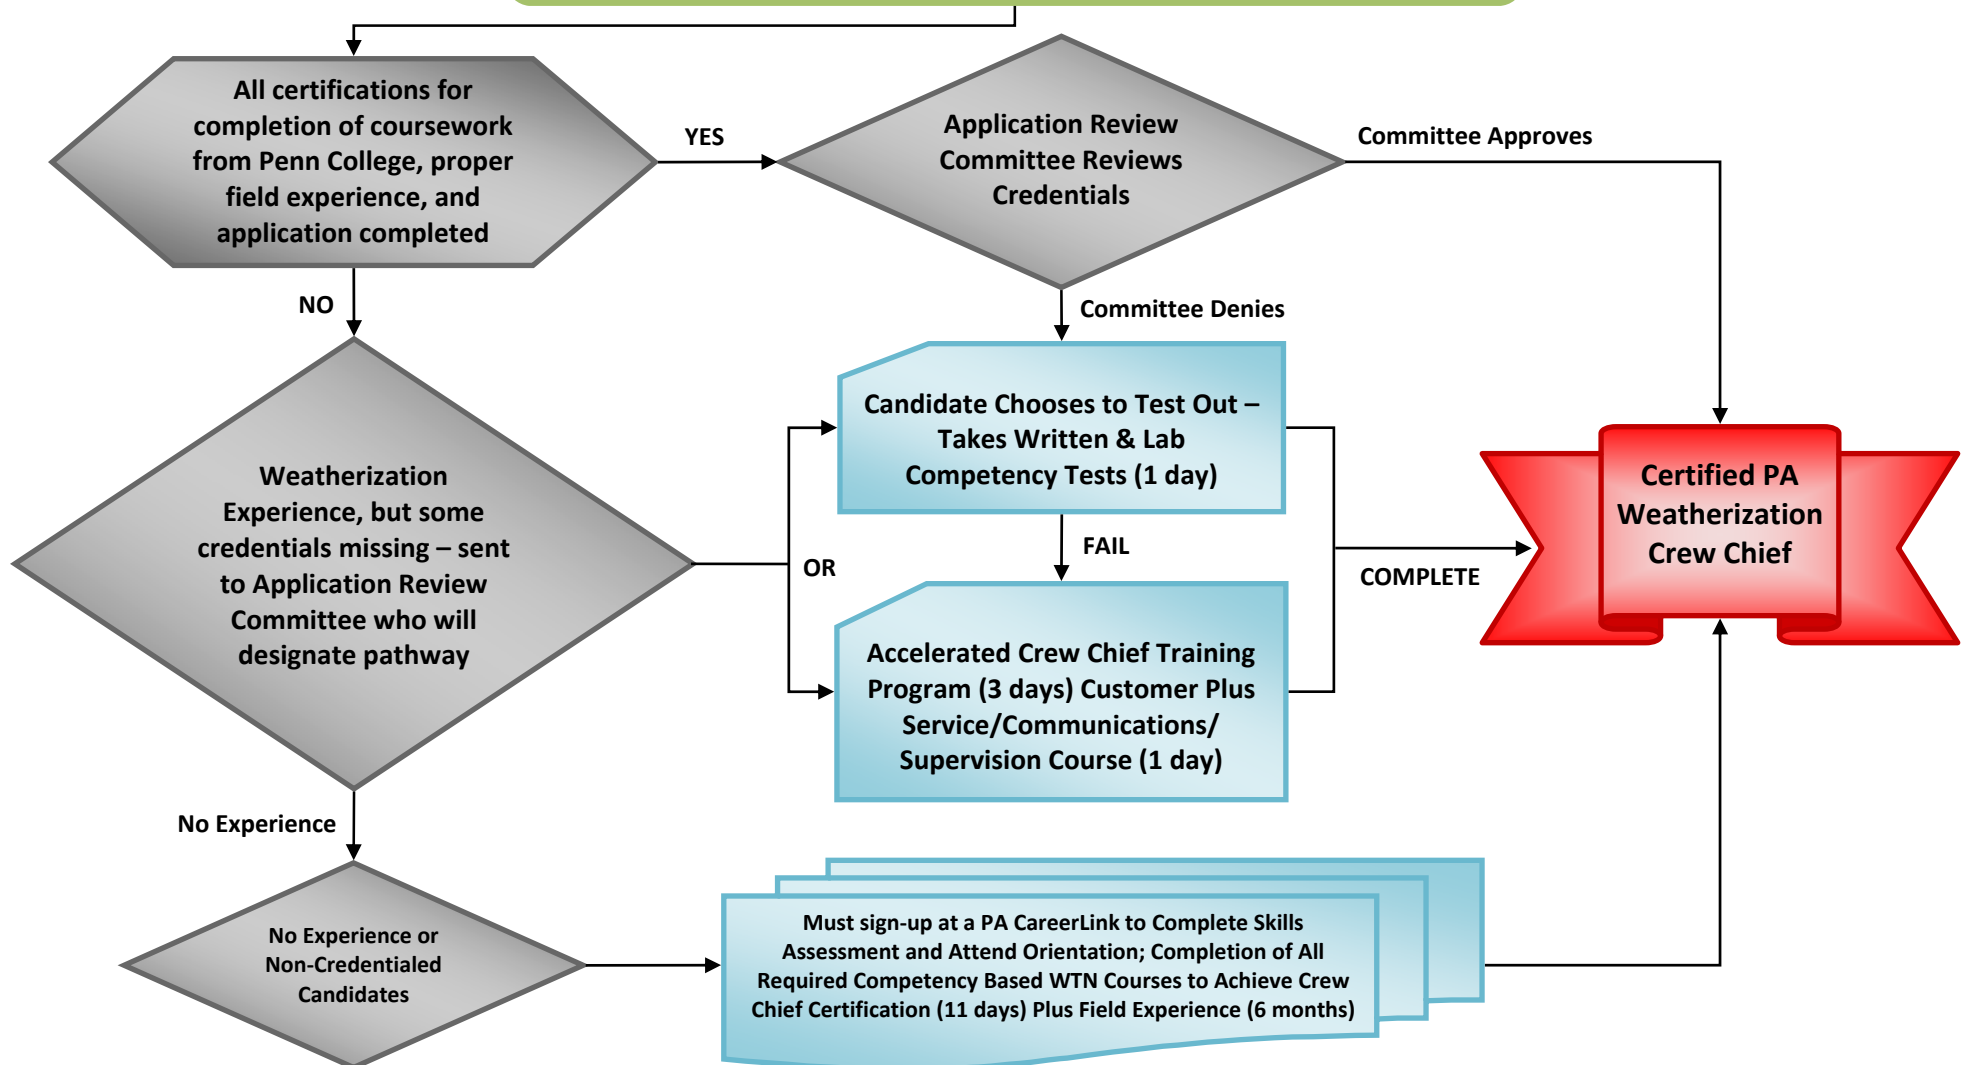 All certifications for
completion of coursework
from Penn College, proper
field experience, and
application completed
YES
Application Review
Committee Reviews
Credentials
Committee Approves
NO
Committee Denies
Weatherization
Experience, but some
credentials missing – sent
to Application Review
Committee who will
designate pathway
OR
Candidate Chooses to Test Out –
Takes Written & Lab
Competency Tests (1 day)
FAIL
Accelerated Crew Chief Training
Program (3 days) Customer Plus
Service/Communications/
Supervision Course (1 day)
COMPLETE
Certified PA
Weatherization
Crew Chief
No Experience
No Experience or
Non-Credentialed
Candidates
Must sign-up at a PA CareerLink to Complete Skills
Assessment and Attend Orientation; Completion of All
Required Competency Based WTN Courses to Achieve Crew
Chief Certification (11 days) Plus Field Experience (6 months)